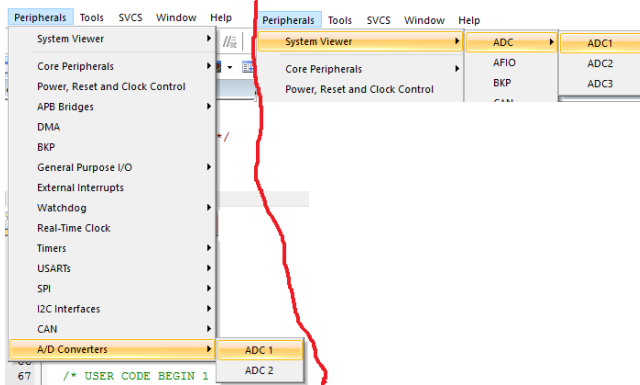 Peripherals Tools SVCS Window Help
System Viewer
Core Peripherals
Power, Reset and Clock Control
APB Bridges
DMA
BKP
General Purpose I/O
External Interrupts
Watchdog
Real-Time Clock
Timers
USARTs
SPI
I2C Interfaces
CAN
A/D Converters
ADC 1
ADC 2
*/
67 /* USER CODE BEGIN 1
Peripherals Tools SVCS Window Help
System Viewer
Core Peripherals
Power, Reset and Clock Control
ADC
AFIO
BKP
CAN
ADC1
ADC2
ADC3